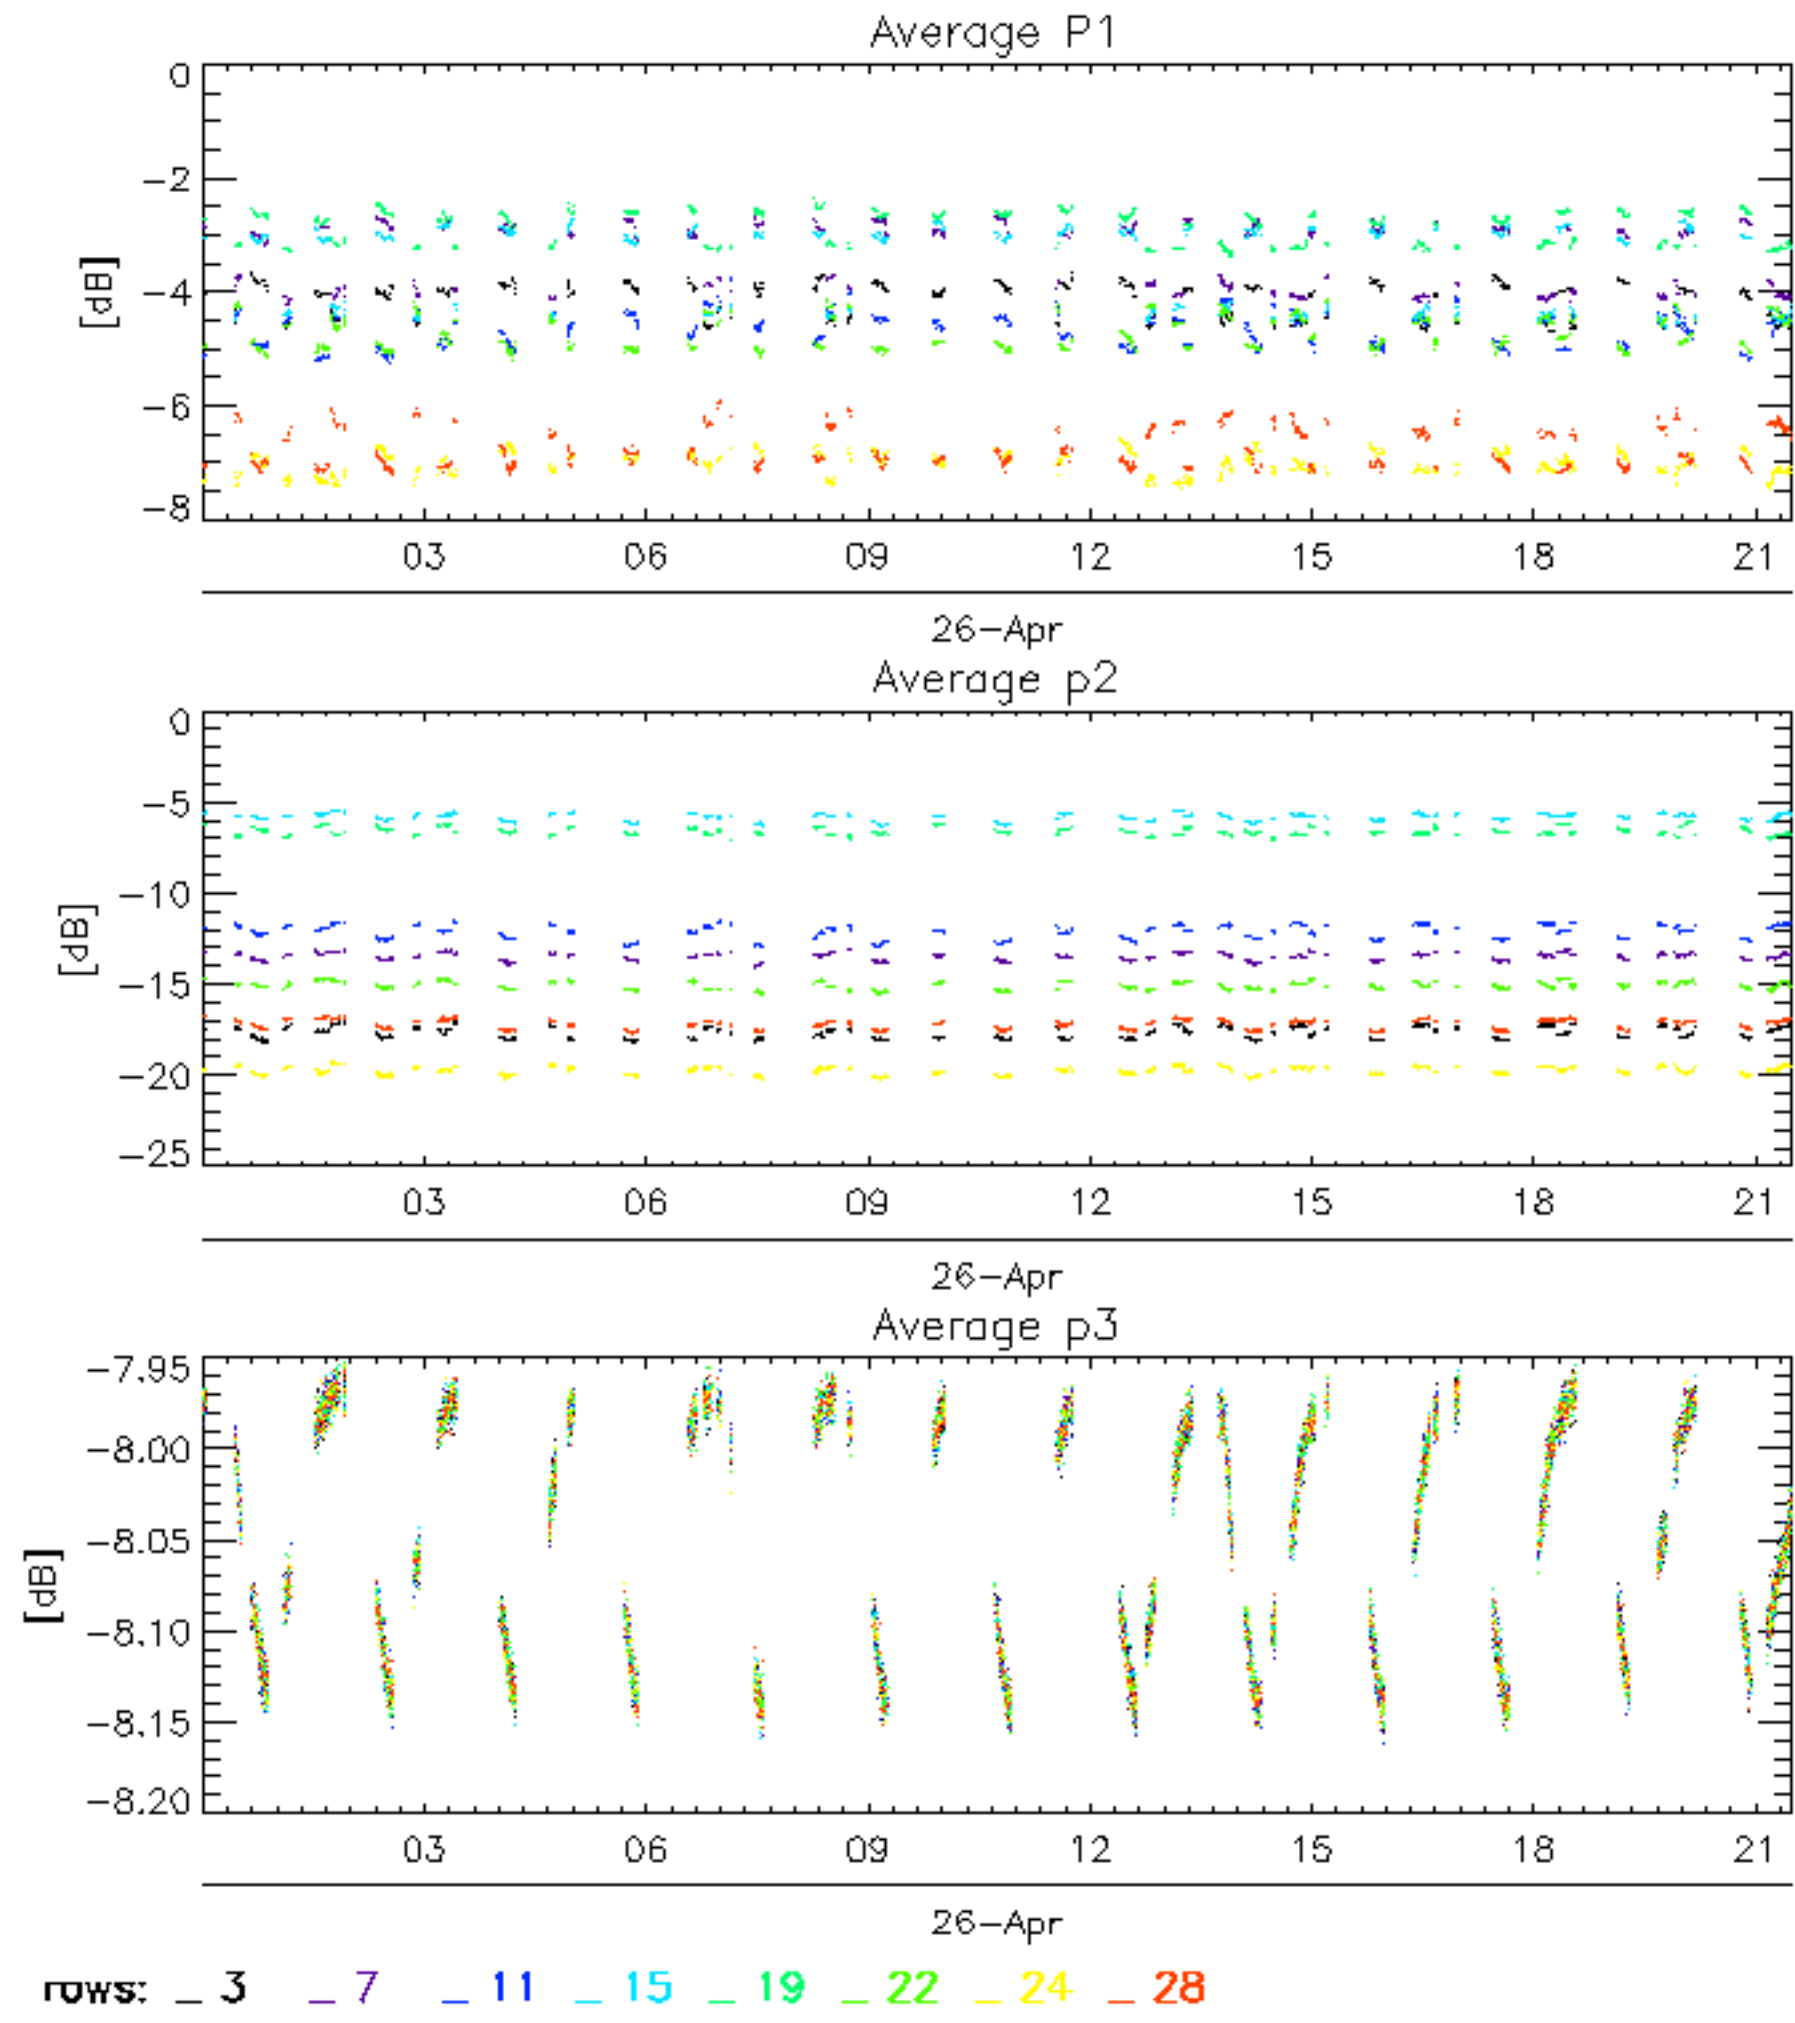 Average P1
0
−2
−4
−6
−8
[dB]
03 06 09 12 15 18 21
26−Apr
Average p2
0
−5
−10
−15
−20
−25
[dB]
03 06 09 12 15 18 21
26−Apr
Average p3
−7.95
−8.00
−8.05
−8.10
−8.15
−8.20
[dB]
03 06 09 12 15 18 21
26−Apr
rows: _ 3 _ 7 _ 11 _ 15 _ 19 _ 22 _ 24 _ 28